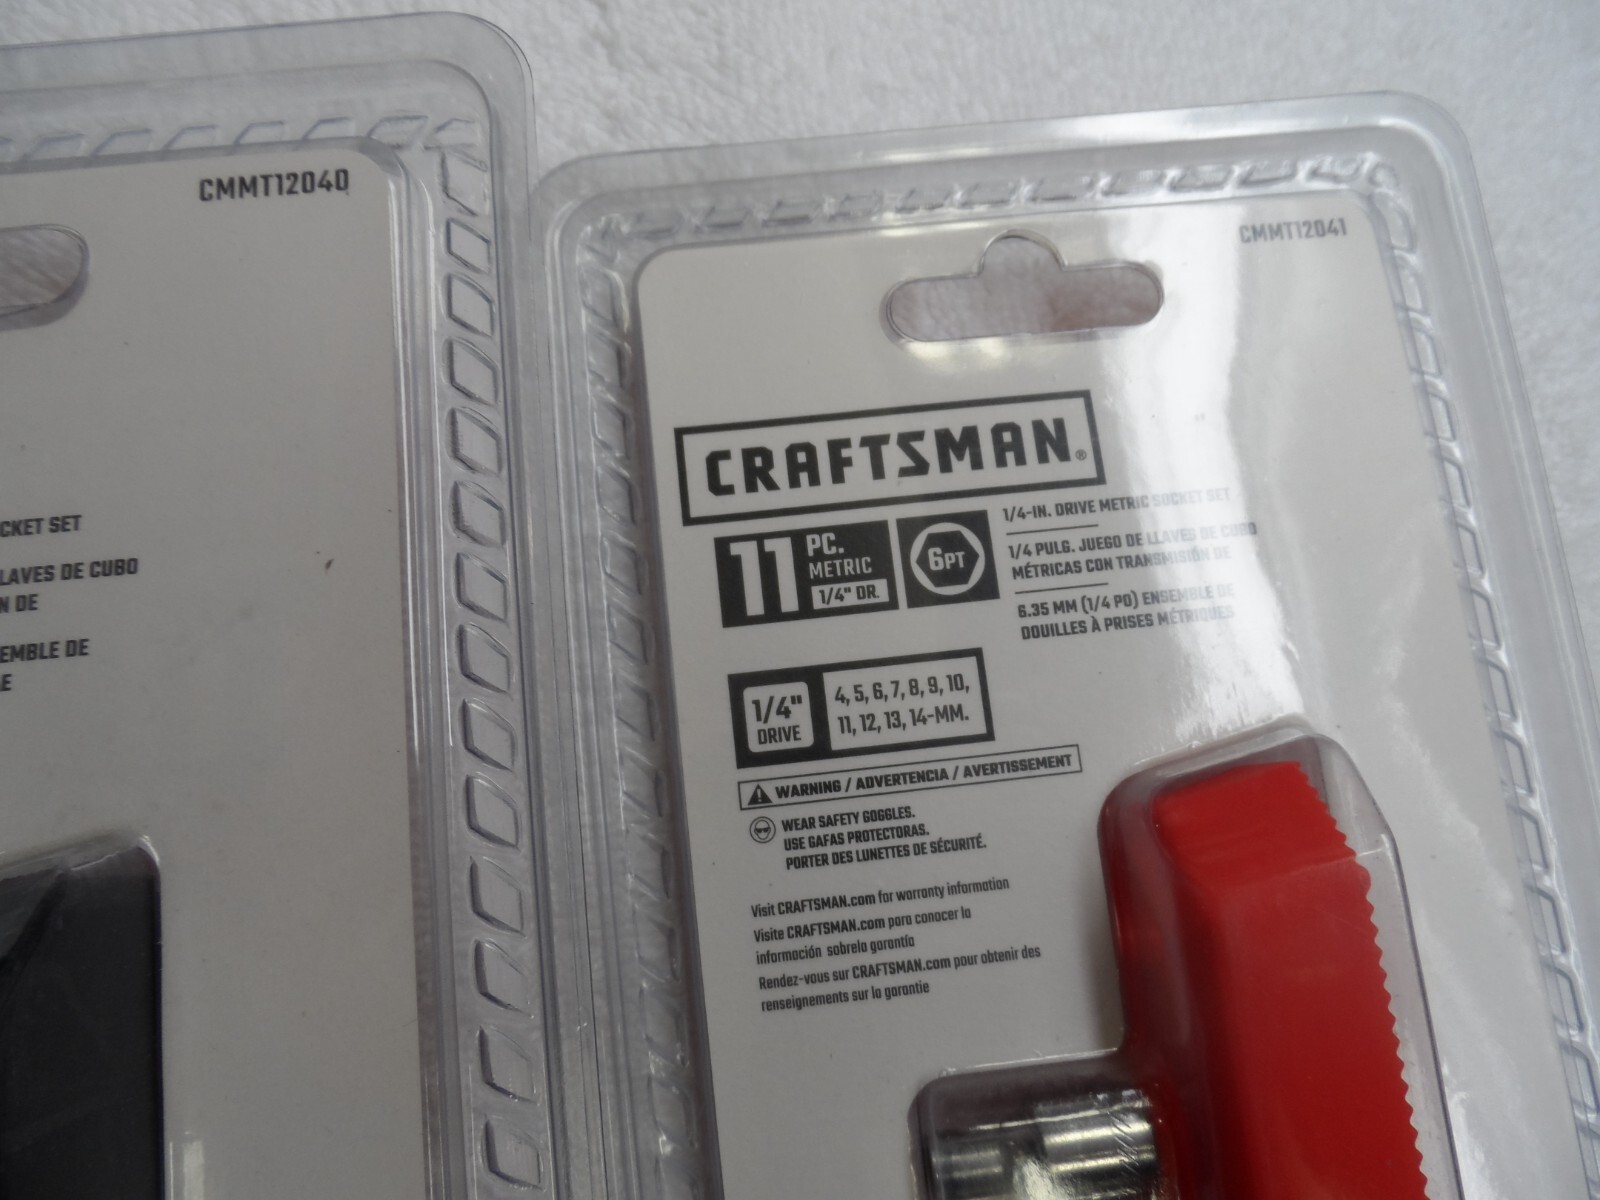 CMMT12040
CKET SET
LAVES DE CUBO
N DE
EMBLE DE
E
CMMT12041
CRAFTSMAN®
11 PC. METRIC 1/4" DR.
6PT
1/4-IN. DRIVE METRIC SOCKET SET
1/4 PULG. JUEGO DE LLAVES DE CUBO
MÉTRICAS CON TRANSMISIÓN DE
6.35 MM (1/4 PO) ENSEMBLE DE
DOUILLES À PRISES MÉTRIQUES
1/4" DRIVE
4, 5, 6, 7, 8, 9, 10,
11, 12, 13, 14-MM.
WARNING / ADVERTENCIA / AVERTISSEMENT
WEAR SAFETY GOGGLES.
USE GAFAS PROTECTORAS.
PORTER DES LUNETTES DE SÉCURITÉ.
Visit CRAFTSMAN.com for warranty information
Visite CRAFTSMAN.com para conocer la
información sobrela garantía
Rendez-vous sur CRAFTSMAN.com pour obtenir des
renseignements sur la garantie